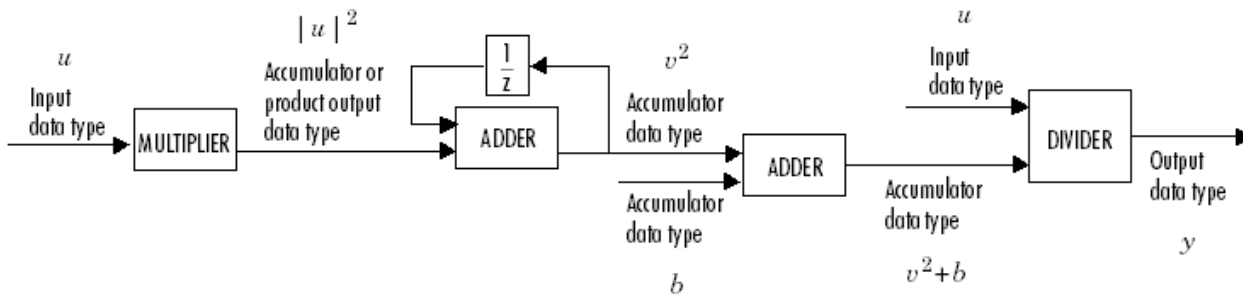 u
Input
data type
MULTIPLIER
| u | ²
Accumulator or
product output
data type
1
z
ADDER
v²
Accumulator
data type
Accumulator
data type
b
ADDER
Accumulator
data type
v²+b
u
Input
data type
DIVIDER
Output
data type
y